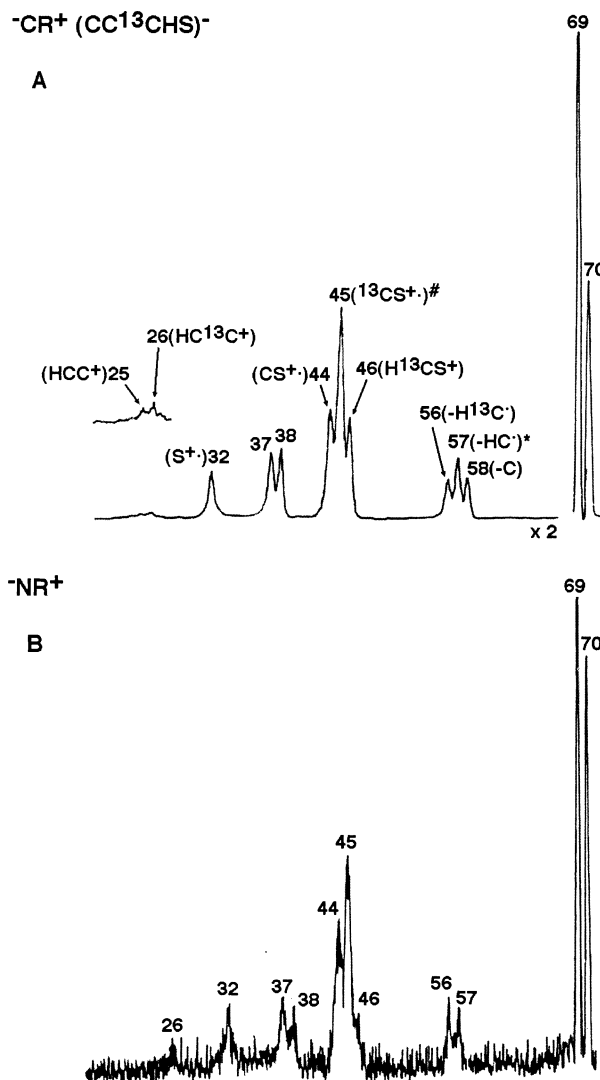 ⁻CR⁺ (CC¹³CHS)⁻
69
A
70
45(¹³CS⁺·)#
26(HC¹³C⁺)
(HCC⁺)25
(CS⁺·)44
46(H¹³CS⁺)
56(-H¹³C·)
57(-HC·)*
58(-C)
(S⁺·)32
37
38
x 2
⁻NR⁺
69
B
70
45
44
32
37
38
46
56
57
26